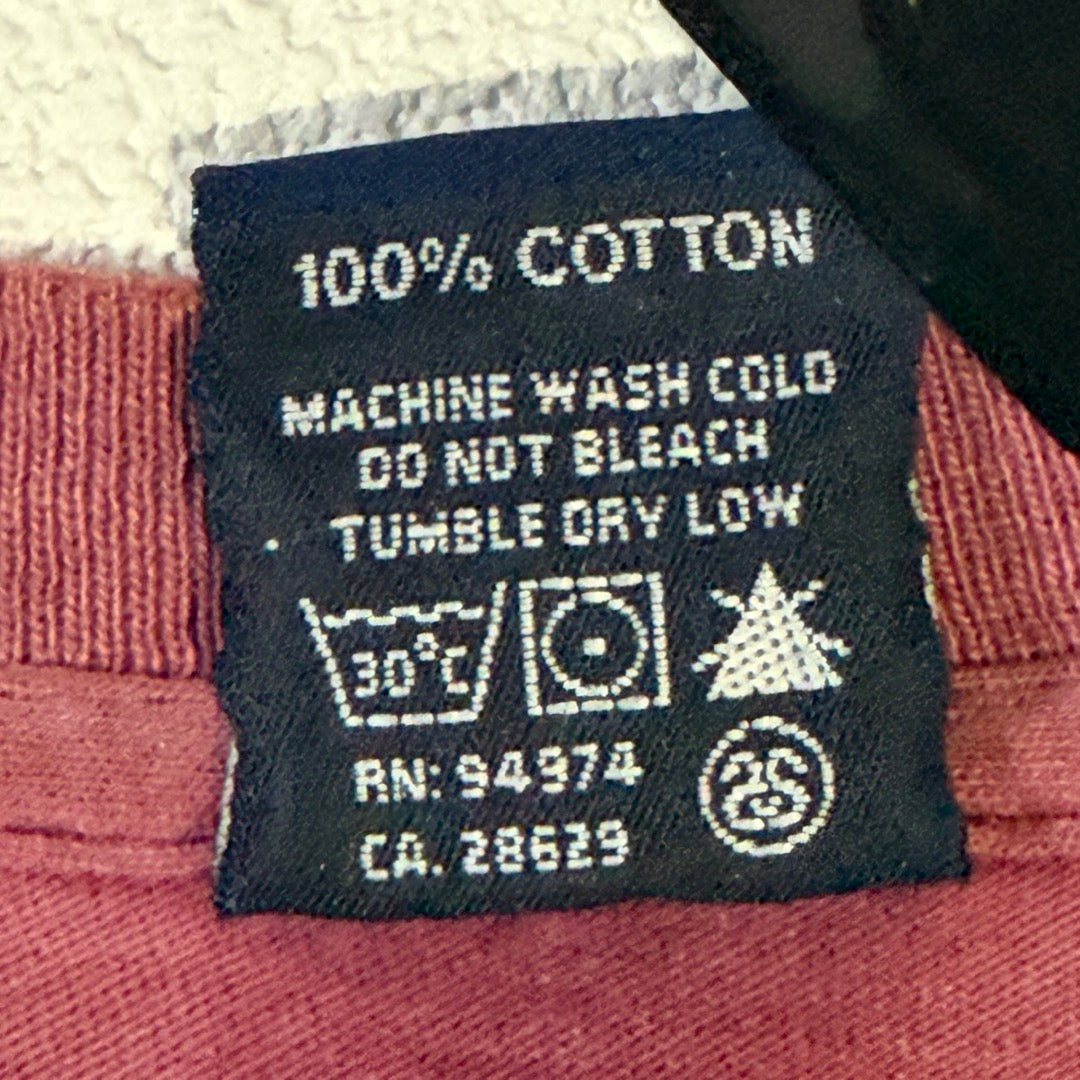 100% COTTON
MACHINE WASH COLD
DO NOT BLEACH
TUMBLE DRY LOW
30°C
RN: 94974
CA. 28629